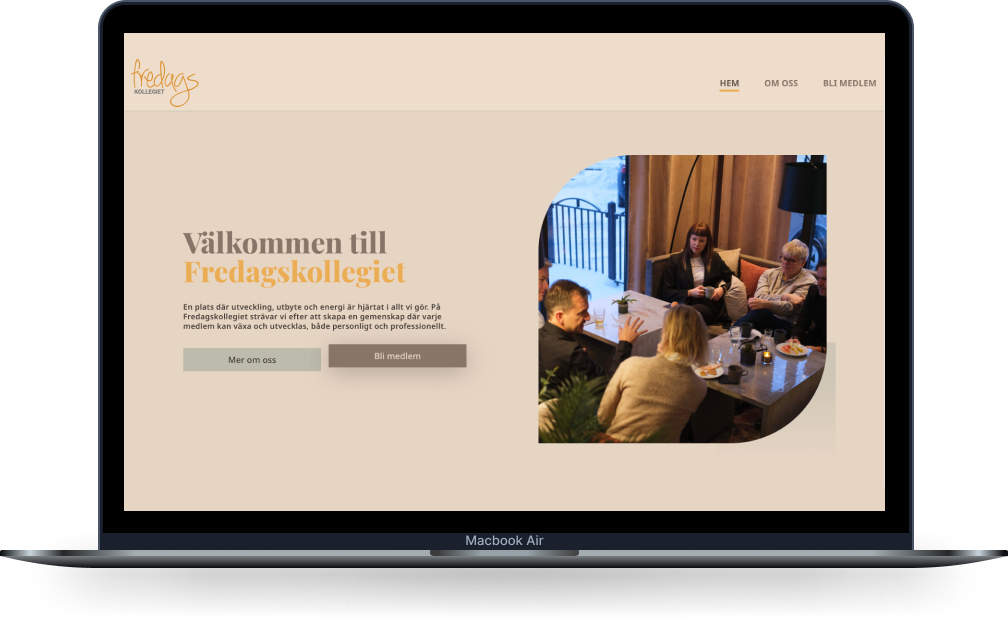 fredags
KOLLEGIET
HEM OM OSS BLI MEDLEM
Välkommen till
Fredagskollegiet
En plats där utveckling, utbyte och energi är hjärtat i allt vi gör. På
Fredagskollegiet strävar vi efter att skapa en gemenskap där varje
medlem kan växa och utvecklas, både personligt och professionellt.
Mer om oss Bli medlem
Macbook Air